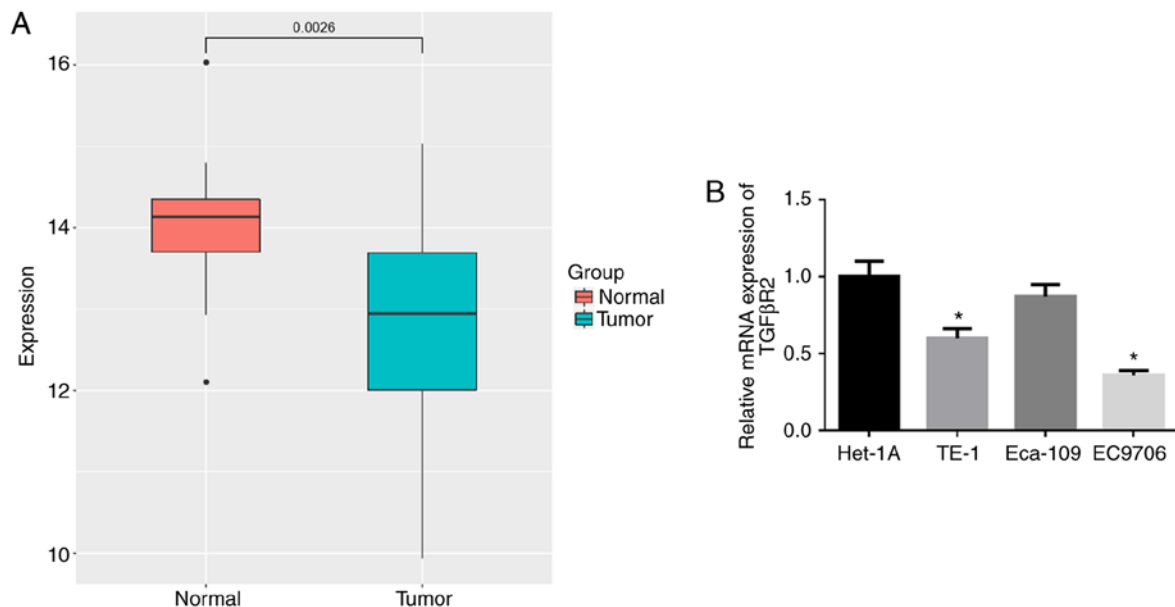 A
0.0026
16
14
12
10
Expression
Normal
Tumor
Group
Normal
Tumor
B
Relative mRNA expression of
TGFβR2
1.5
1.0
0.5
0.0
*
*
Het-1A
TE-1
Eca-109
EC9706